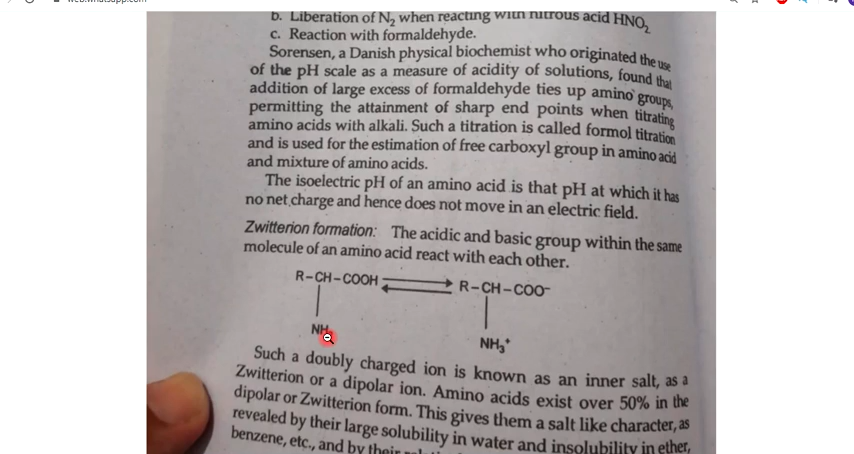 b. Liberation of N₂ when reacting with nitrous acid HNO₂
c. Reaction with formaldehyde.
Sorensen, a Danish physical biochemist who originated the use
of the pH scale as a measure of acidity of solutions, found that
addition of large excess of formaldehyde ties up amino groups,
permitting the attainment of sharp end points when titrating
amino acids with alkali. Such a titration is called formol titration
and is used for the estimation of free carboxyl group in amino acid
and mixture of amino acids.
The isoelectric pH of an amino acid is that pH at which it has
no net charge and hence does not move in an electric field.
Zwitterion formation: The acidic and basic group within the same
molecule of an amino acid react with each other.
R–CH–COOH R–CH–COO⁻
NH NH₃⁺
Such a doubly charged ion is known as an inner salt, as a
Zwitterion or a dipolar ion. Amino acids exist over 50% in the
dipolar or Zwitterion form. This gives them a salt like character, as
revealed by their large solubility in water and insolubility in ether,
benzene, etc., and by their